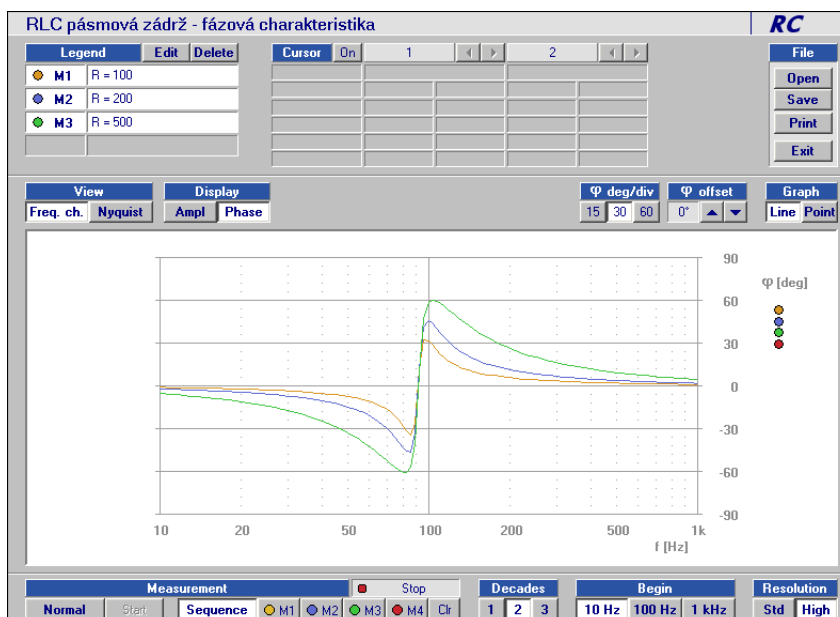 RLC pásmová zádrž - fázová charakteristika RC
Legend Edit Delete Cursor On 1 2 File
M1 R = 100
M2 R = 200
M3 R = 500
Open
Save
Print
Exit
View Display φ deg/div φ offset Graph
Freq. ch. Nyquist Ampl Phase 15 30 60 0° Line Point
90
60
30
0
-30
-60
-90
φ [deg]
10 20 50 100 200 500 1k
f [Hz]
Measurement Stop Decades Begin Resolution
Normal Start Sequence M1 M2 M3 M4 Clr 1 2 3 10 Hz 100 Hz 1 kHz Std High